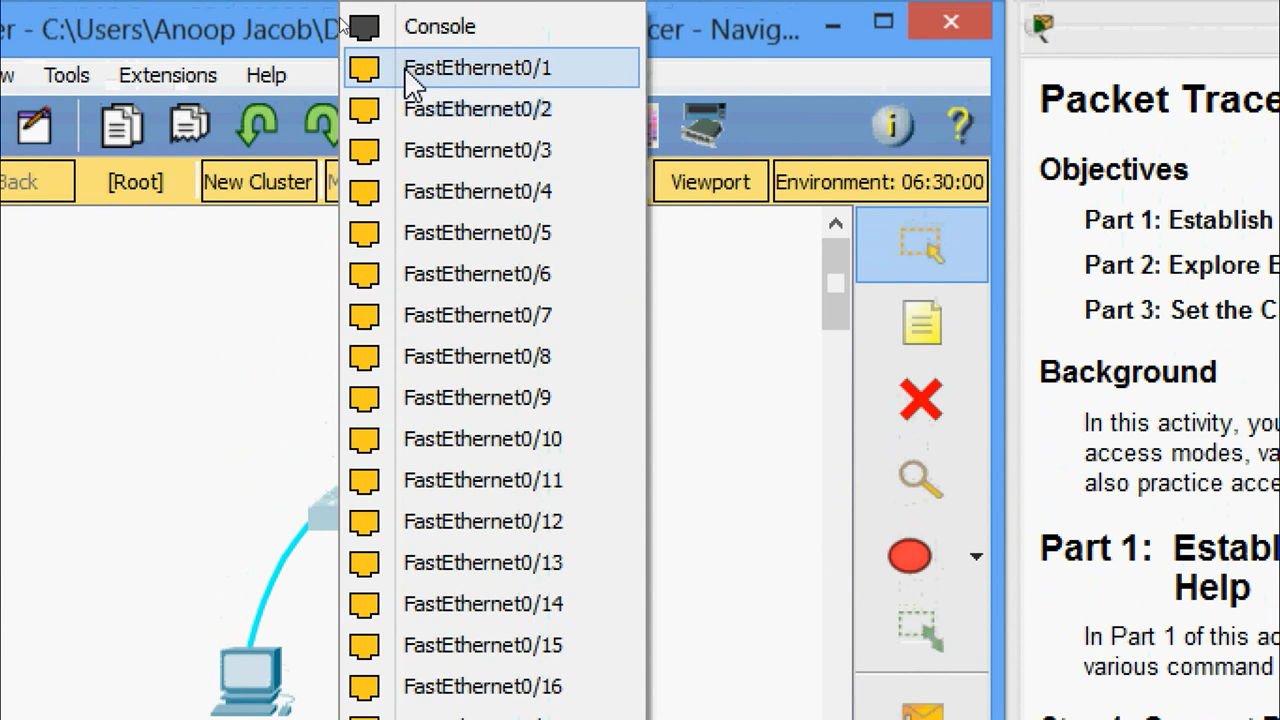 r - C:\Users\Anoop Jacob\D
cer - Navig...
w Tools Extensions Help
Back [Root] New Cluster Viewport Environment: 06:30:00
Console
FastEthernet0/1
FastEthernet0/2
FastEthernet0/3
FastEthernet0/4
FastEthernet0/5
FastEthernet0/6
FastEthernet0/7
FastEthernet0/8
FastEthernet0/9
FastEthernet0/10
FastEthernet0/11
FastEthernet0/12
FastEthernet0/13
FastEthernet0/14
FastEthernet0/15
FastEthernet0/16
Packet Trace
Objectives
Part 1: Establish
Part 2: Explore E
Part 3: Set the C
Background
In this activity, you
access modes, va
also practice acce
Part 1: Establ
Help
In Part 1 of this ac
various command